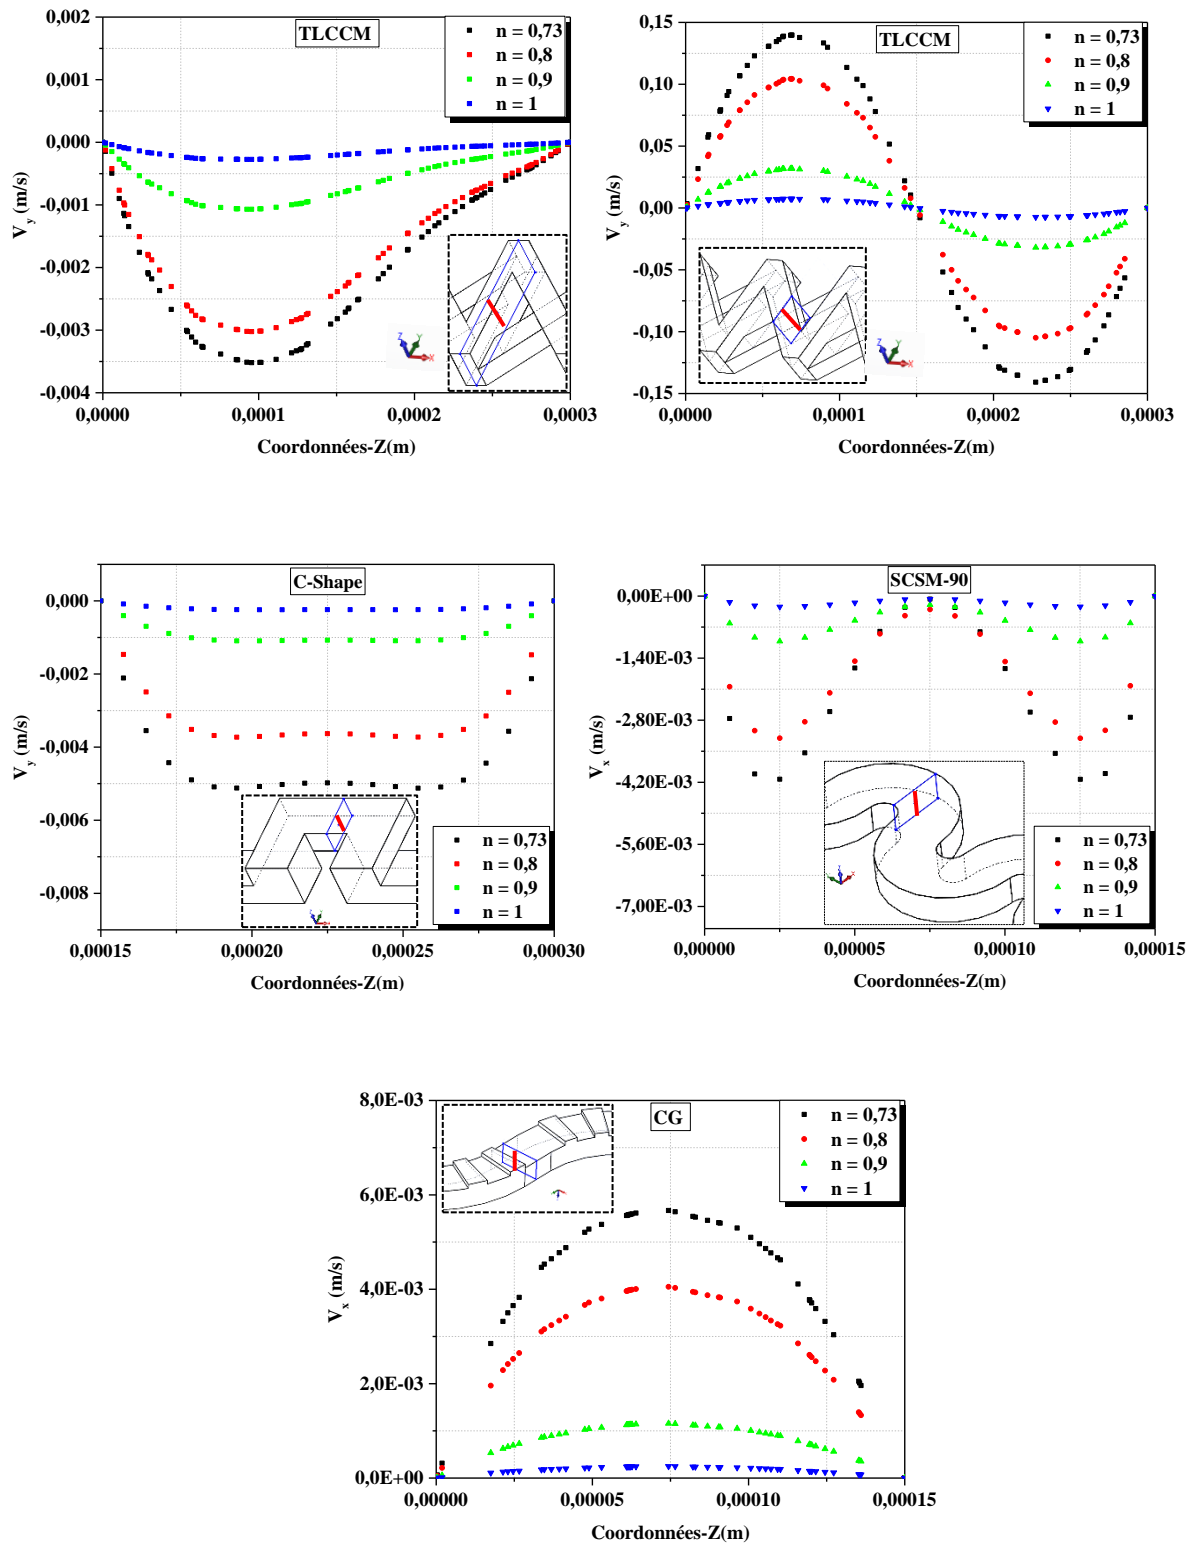 TLCCM
n = 0,73
n = 0,8
n = 0,9
n = 1
0,002
0,001
0,000
-0,001
-0,002
-0,003
-0,004
V_y (m/s)
0,0000
0,0001
0,0002
0,0003
Coordonnées-Z(m)
Z
Y
X
TLCCM
n = 0,73
n = 0,8
n = 0,9
n = 1
0,15
0,10
0,05
0,00
-0,05
-0,10
-0,15
V_y (m/s)
0,0000
0,0001
0,0002
0,0003
Coordonnées-Z(m)
Z
Y
X
C-Shape
0,000
-0,002
-0,004
-0,006
-0,008
V_y (m/s)
n = 0,73
n = 0,8
n = 0,9
n = 1
0,00015
0,00020
0,00025
0,00030
Coordonnées-Z(m)
SCSM-90
0,00E+00
-1,40E-03
-2,80E-03
-4,20E-03
-5,60E-03
-7,00E-03
V_x (m/s)
n = 0,73
n = 0,8
n = 0,9
n = 1
0,00000
0,00005
0,00010
0,00015
Coordonnées-Z(m)
CG
n = 0,73
n = 0,8
n = 0,9
n = 1
8,0E-03
6,0E-03
4,0E-03
2,0E-03
0,0E+00
V_x (m/s)
0,00000
0,00005
0,00010
0,00015
Coordonnées-Z(m)